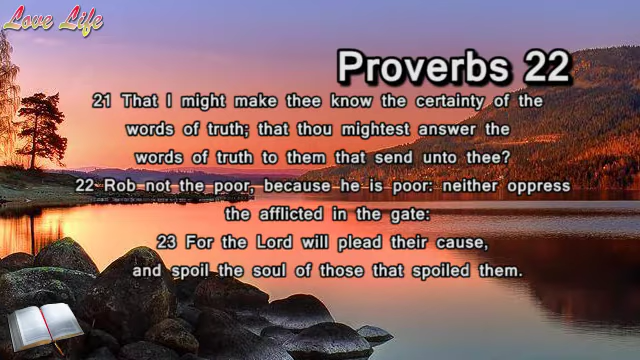 Love Life
Proverbs 22
21 That I might make thee know the certainty of the
words of truth; that thou mightest answer the
words of truth to them that send unto thee?
22 Rob not the poor, because he is poor: neither oppress
the afflicted in the gate:
23 For the Lord will plead their cause,
and spoil the soul of those that spoiled them.